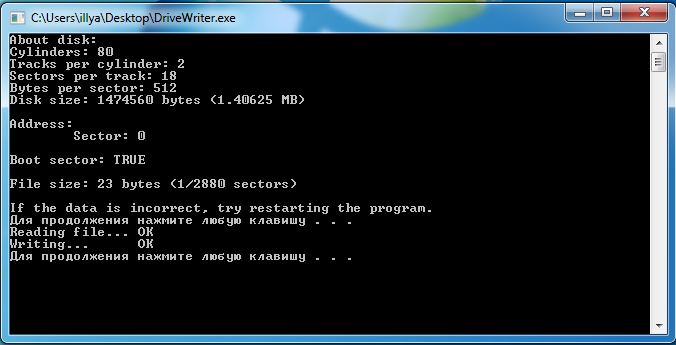 C:\Users\illya\Desktop\DriveWriter.exe
About disk:
Cylinders: 80
Tracks per cylinder: 2
Sectors per track: 18
Bytes per sector: 512
Disk size: 1474560 bytes (1.40625 MB)
Address:
Sector: 0
Boot sector: TRUE
File size: 23 bytes (1/2880 sectors)
If the data is incorrect, try restarting the program.
Для продолжения нажмите любую клавишу . . .
Reading file... OK
Writing... OK
Для продолжения нажмите любую клавишу . . .